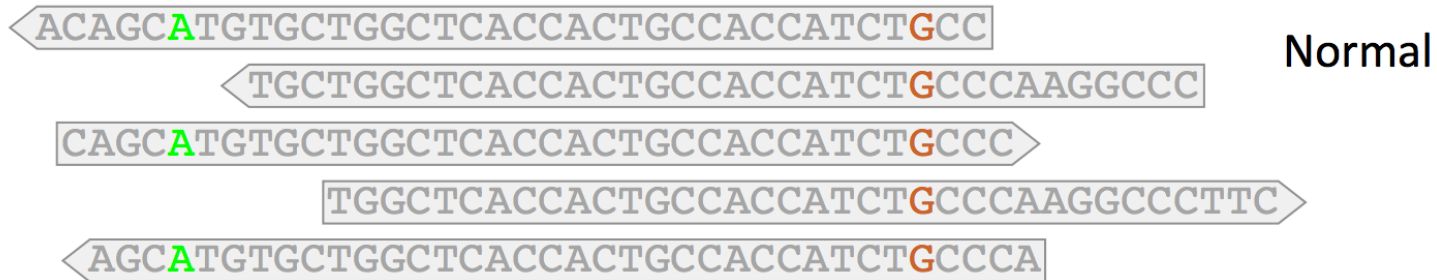 ACAGCATGTGCTGGCTCACCACTGCCACCATCTGCC
Normal
TGCTGGCTCACCACTGCCACCATCTGCCCAAGGCCC
CAGCATGTGCTGGCTCACCACTGCCACCATCTGCCC
TGGCTCACCACTGCCACCATCTGCCCAAGGCCCTTC
AGCATGTGCTGGCTCACCACTGCCACCATCTGCCCA